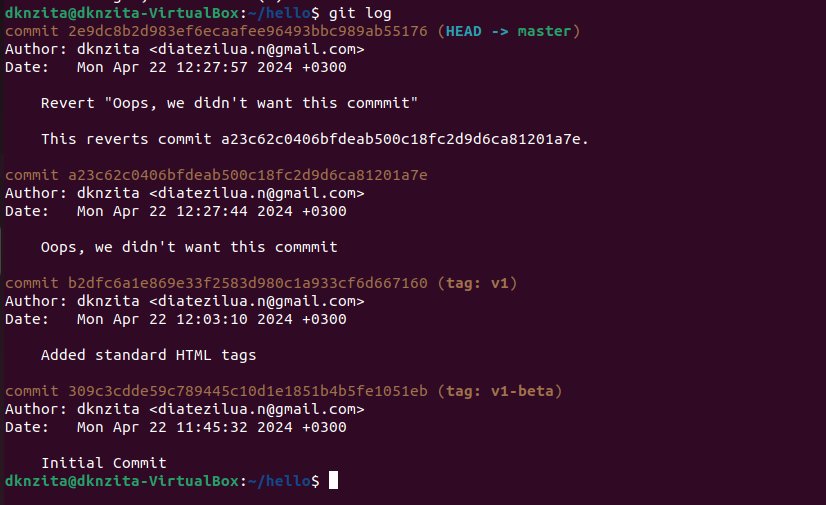 dknzita@dknzita-VirtualBox:~/hello$ git log
commit 2e9dc8b2d983ef6ecaafee96493bbc989ab55176 (HEAD -> master)
Author: dknzita <diatezilua.n@gmail.com>
Date:   Mon Apr 22 12:27:57 2024 +0300
Revert "Oops, we didn't want this commmit"
This reverts commit a23c62c0406bfdeab500c18fc2d9d6ca81201a7e.
commit a23c62c0406bfdeab500c18fc2d9d6ca81201a7e
Author: dknzita <diatezilua.n@gmail.com>
Date:   Mon Apr 22 12:27:44 2024 +0300
Oops, we didn't want this commmit
commit b2dfc6a1e869e33f2583d980c1a933cf6d667160 (tag: v1)
Author: dknzita <diatezilua.n@gmail.com>
Date:   Mon Apr 22 12:03:10 2024 +0300
Added standard HTML tags
commit 309c3cdde59c789445c10d1e1851b4b5fe1051eb (tag: v1-beta)
Author: dknzita <diatezilua.n@gmail.com>
Date:   Mon Apr 22 11:45:32 2024 +0300
Initial Commit
dknzita@dknzita-VirtualBox:~/hello$